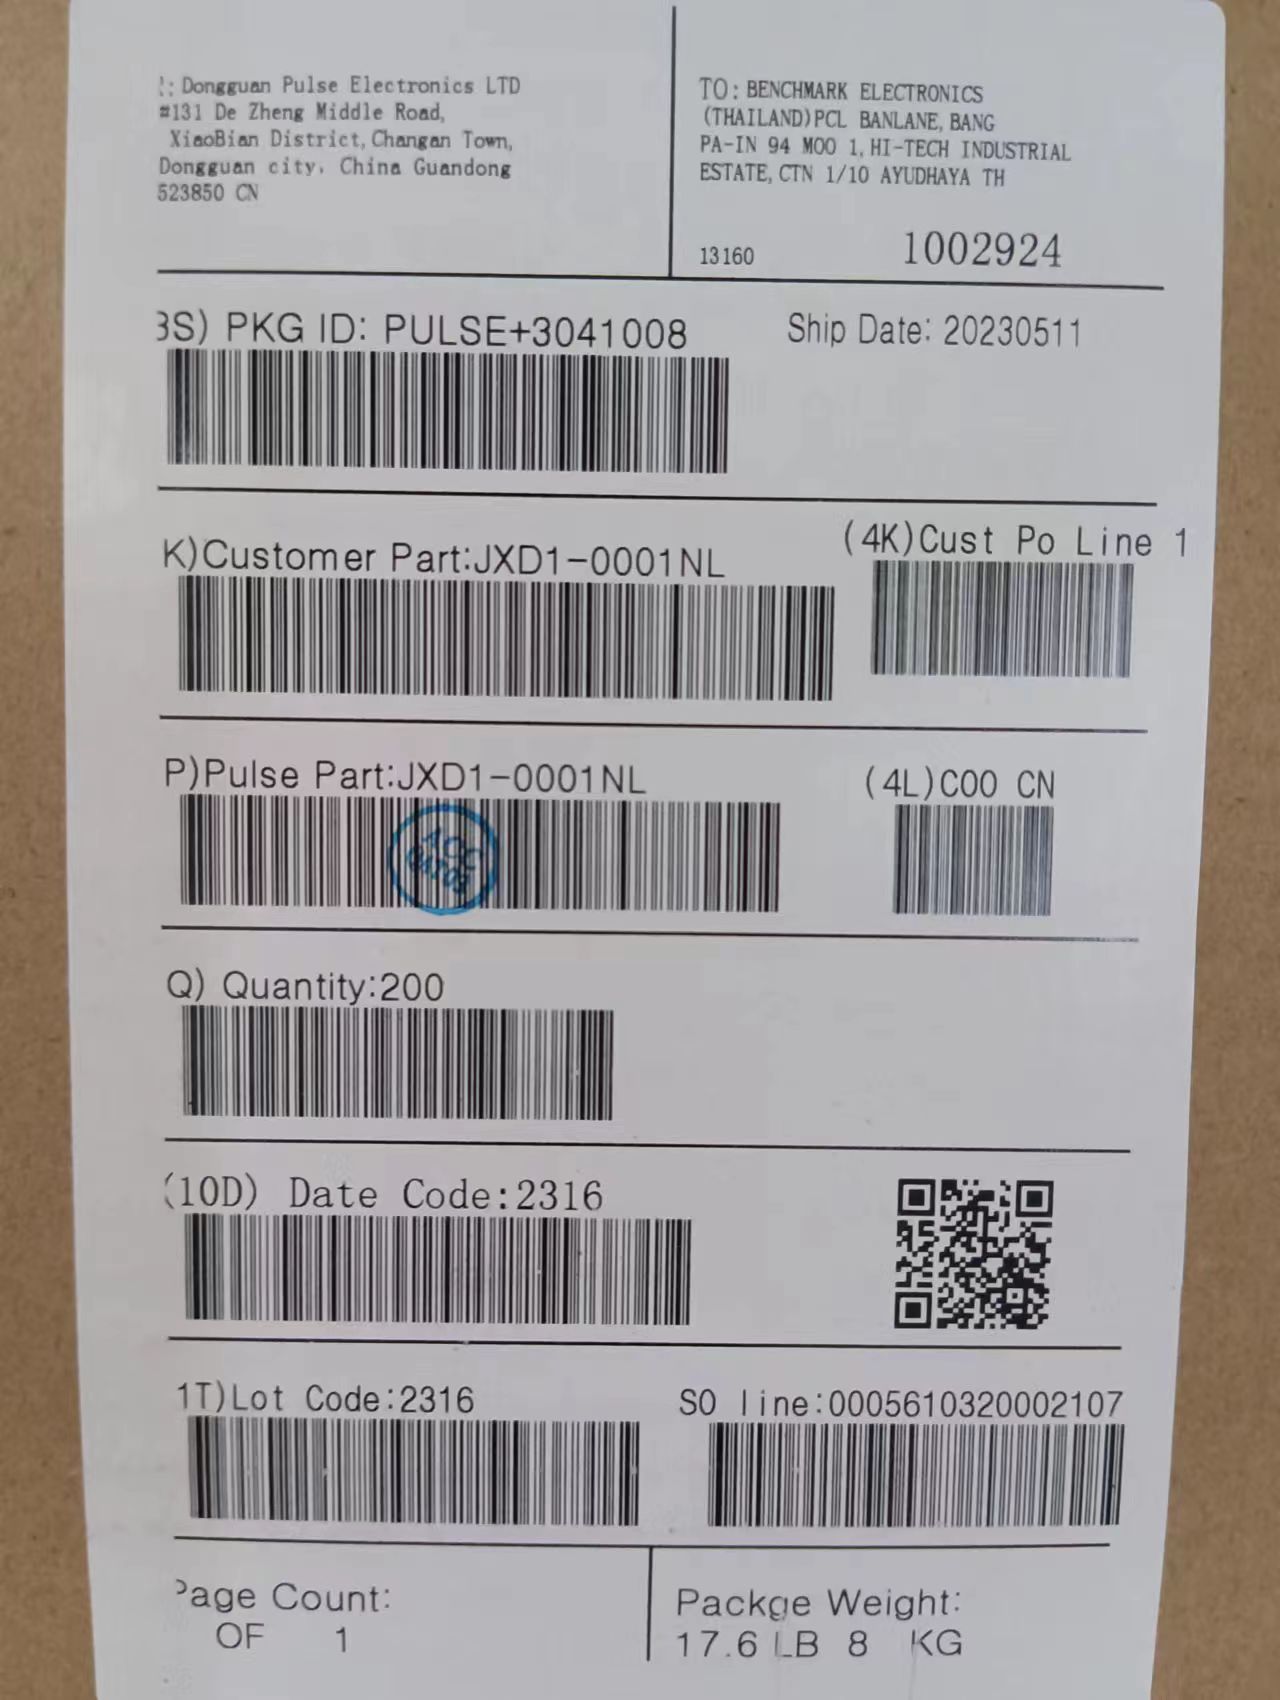 : Dongguan Pulse Electronics LTD
#131 De Zheng Middle Road,
XiaoBian District, Changan Town,
Dongguan city, China Guandong
523850 CN
TO: BENCHMARK ELECTRONICS
(THAILAND)PCL BANLANE, BANG
PA-IN 94 MOO 1, HI-TECH INDUSTRIAL
ESTATE, CTN 1/10 AYUDHAYA TH
13160 1002924
3S) PKG ID: PULSE+3041008
Ship Date: 20230511
K)Customer Part:JXD1-0001NL
(4K)Cust Po Line 1
P)Pulse Part:JXD1-0001NL
(4L)COO CN
ACC
Q) Quantity:200
(10D) Date Code:2316
1T)Lot Code:2316
SO line:0005610320002107
Page Count:
OF 1
Packge Weight:
17.6 LB 8 KG